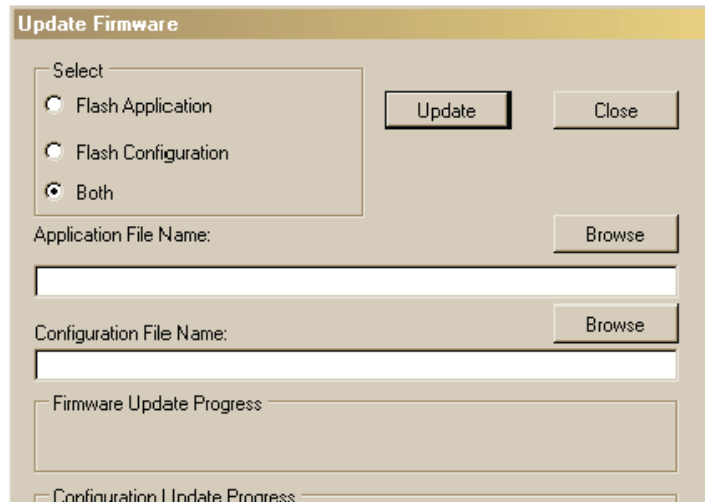 Update Firmware
Select
Flash Application
Update
Close
Flash Configuration
Both
Application File Name:
Browse
Configuration File Name:
Browse
Firmware Update Progress
Configuration Update Progress